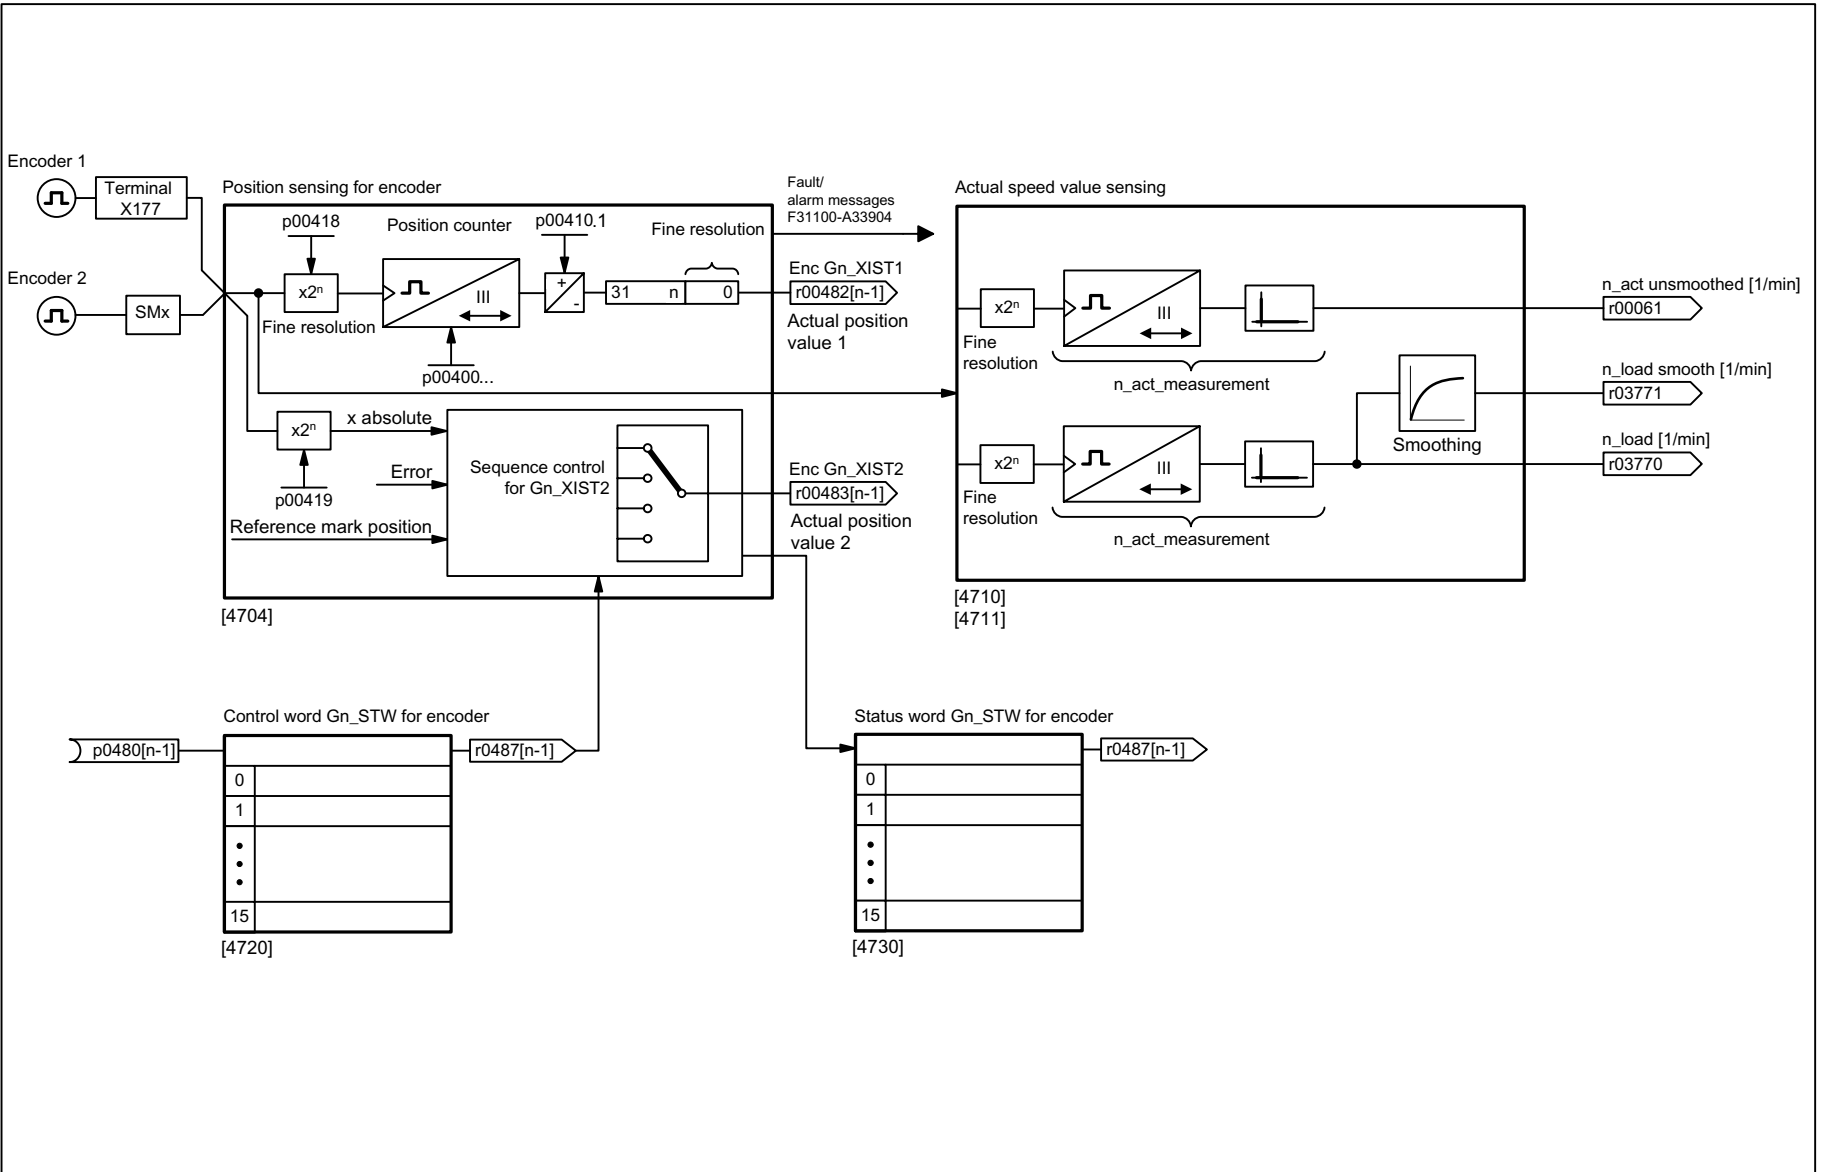 Encoder 1
Terminal
X177
Encoder 2
SMx
Position sensing for encoder
p00418
Position counter
p00410.1
Fine resolution
x2ⁿ
Fine resolution
III
+
-
31 n 0
p00400...
Fault/
alarm messages
F31100-A33904
Enc Gn_XIST1
r00482[n-1]
Actual position
value 1
x2ⁿ
x absolute
p00419
Error
Reference mark position
Sequence control
for Gn_XIST2
Enc Gn_XIST2
r00483[n-1]
Actual position
value 2
[4704]
Actual speed value sensing
x2ⁿ
Fine
resolution
III
n_act_measurement
n_act unsmoothed [1/min]
r00061
Smoothing
n_load smooth [1/min]
r03771
n_load [1/min]
r03770
x2ⁿ
Fine
resolution
III
n_act_measurement
[4710]
[4711]
Control word Gn_STW for encoder
p0480[n-1]
r0487[n-1]
0
1
15
[4720]
Status word Gn_STW for encoder
r0487[n-1]
0
1
15
[4730]